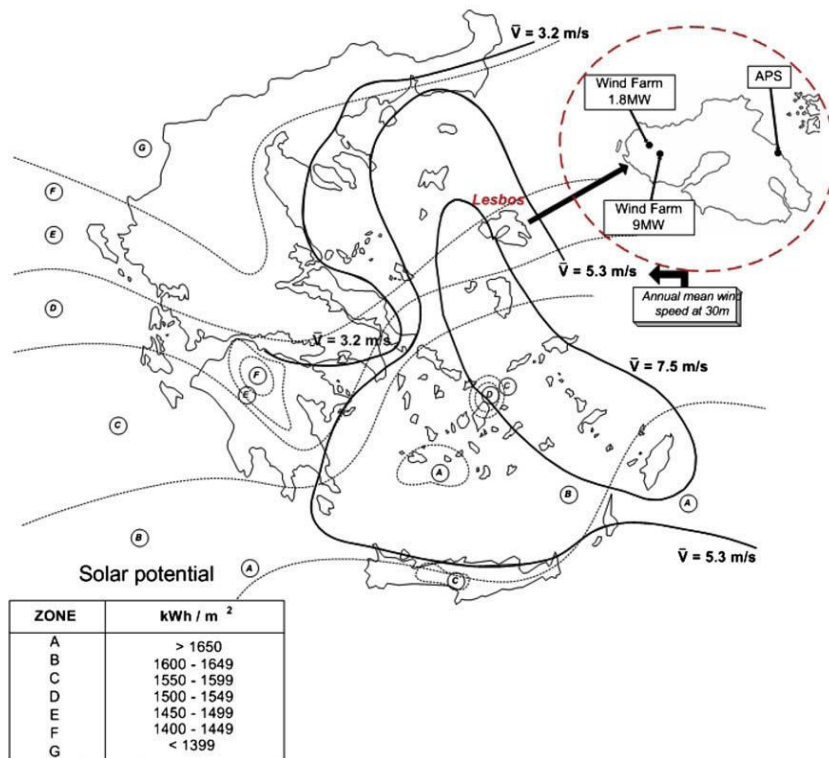 V̄ = 3.2 m/s
Wind Farm
1.8MW
APS
G
F
Lesbos
Wind Farm
9MW
E
V̄ = 5.3 m/s
Annual mean wind
speed at 30m
D
V̄ = 3.2 m/s
V̄ = 7.5 m/s
F
E
D
C
C
A
B
A
B
V̄ = 5.3 m/s
A
C
Solar potential
ZONE kWh / m ²
A > 1650
B 1600 - 1649
C 1550 - 1599
D 1500 - 1549
E 1450 - 1499
F 1400 - 1449
G < 1399